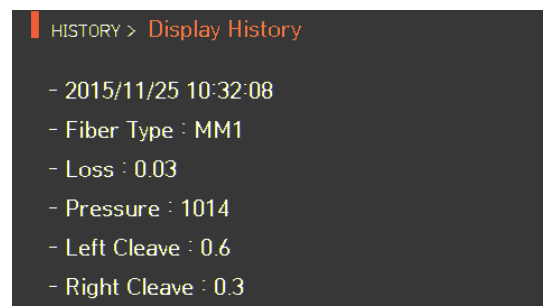 HISTORY > Display History
- 2015/11/25 10:32:08
- Fiber Type : MM1
- Loss : 0.03
- Pressure : 1014
- Left Cleave : 0.6
- Right Cleave : 0.3